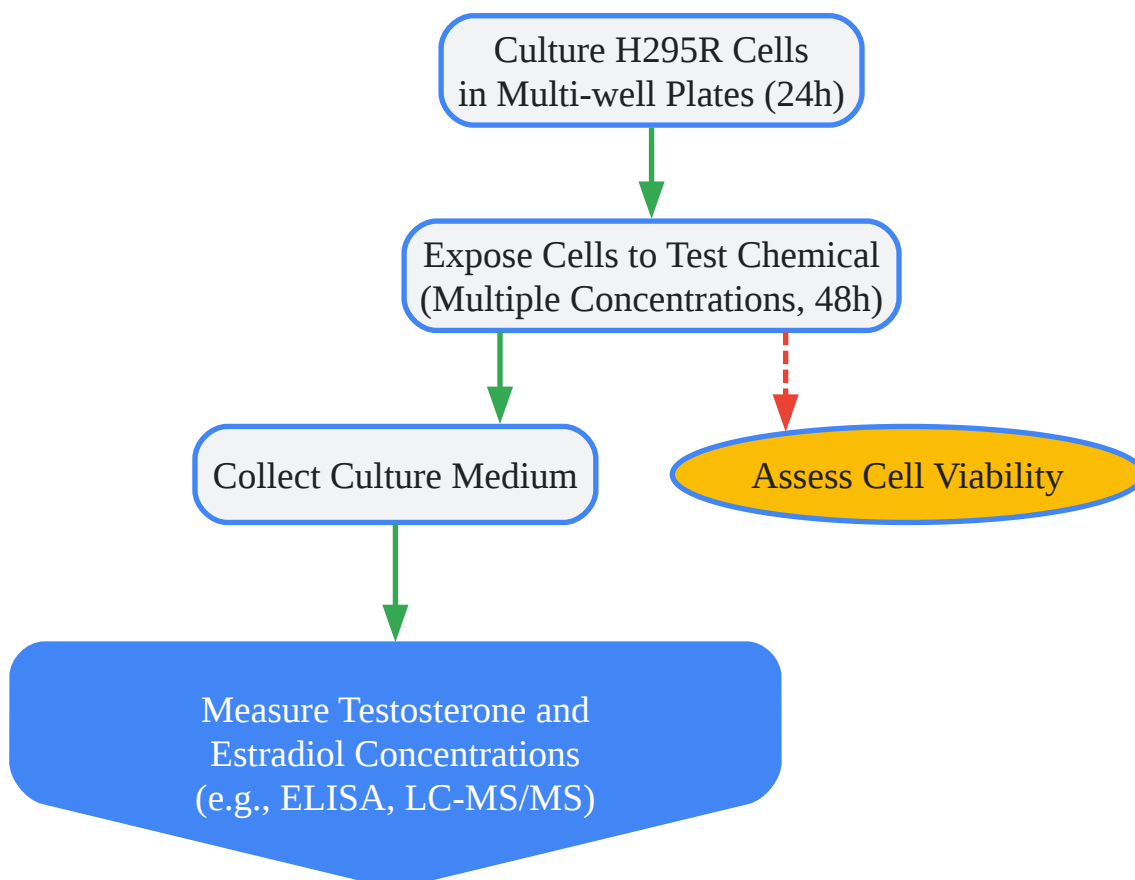 Culture H295R Cells
in Multi-well Plates (24h)
Expose Cells to Test Chemical
(Multiple Concentrations, 48h)
Collect Culture Medium
Assess Cell Viability
Measure Testosterone and
Estradiol Concentrations
(e.g., ELISA, LC-MS/MS)